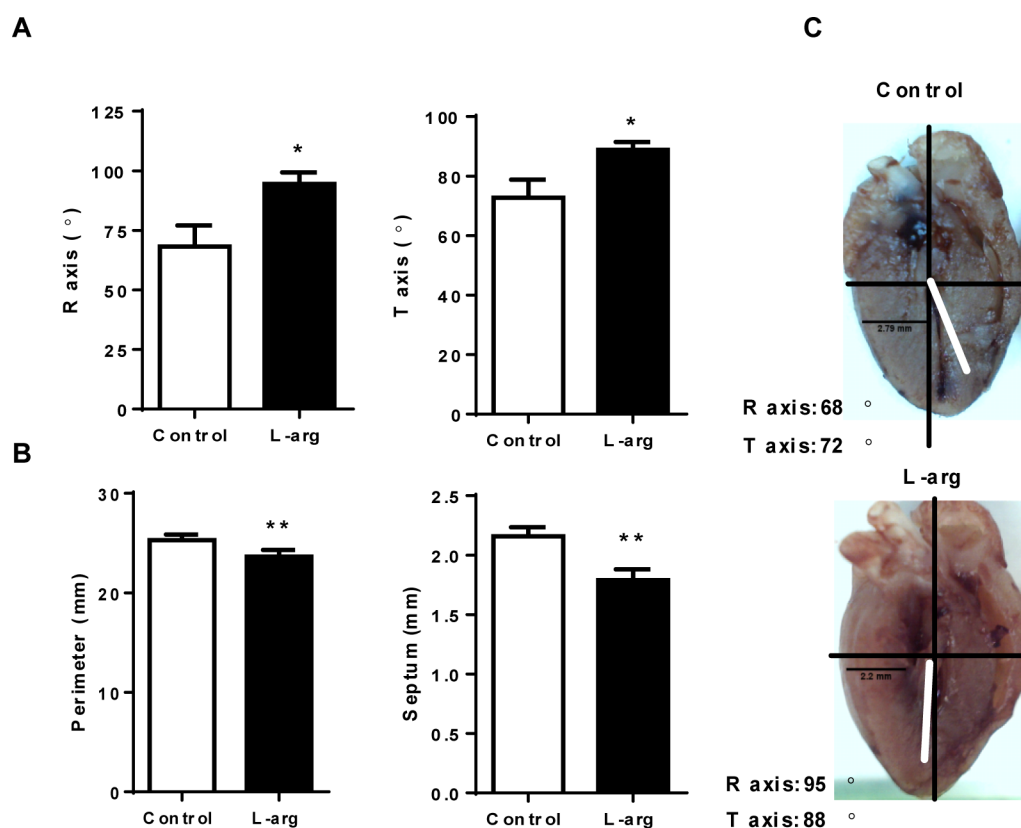 A
C
Control
R axis (°)
125
100
75
50
25
0
*
Control
L-arg
T axis (°)
100
80
60
40
20
0
*
Control
L-arg
2.79 mm
R axis:68 °
T axis:72 °
B
Perimeter (mm)
30
20
10
0
**
Control
L-arg
Septum (mm)
2.5
2.0
1.5
1.0
0.5
0.0
**
Control
L-arg
L-arg
2.2 mm
R axis:95 °
T axis:88 °